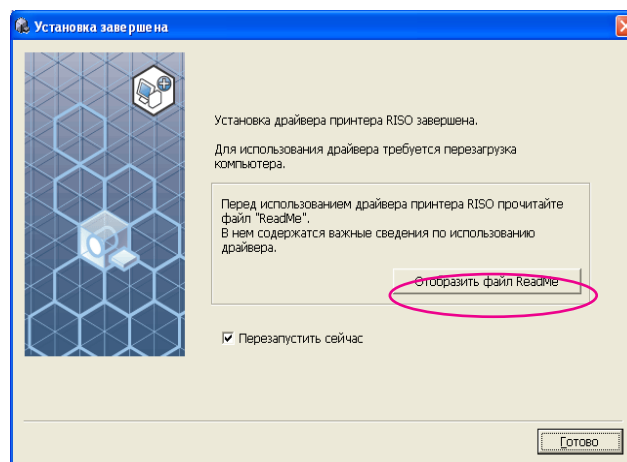 Установка завершена
Установка драйвера принтера RISO завершена.
Для использования драйвера требуется перезагрузка
компьютера.
Перед использованием драйвера принтера RISO прочитайте
файл "ReadMe".
В нем содержатся важные сведения по использованию
драйвера.
Отобразить файл ReadMe
Перезапустить сейчас
Готово